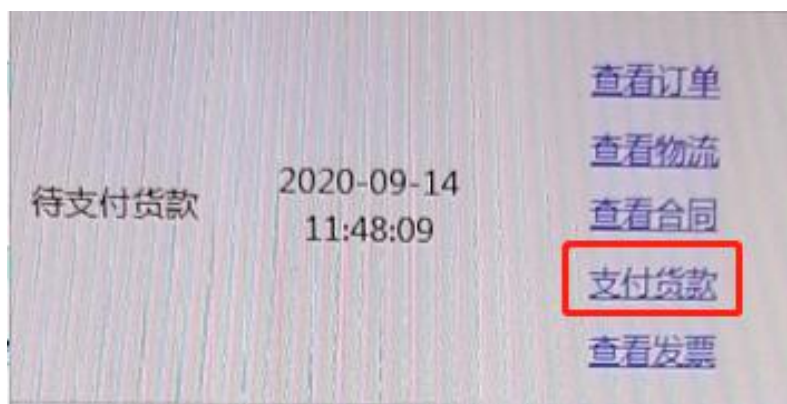 待支付货款
2020-09-14
11:48:09
查看订单
查看物流
查看合同
支付货款
查看发票